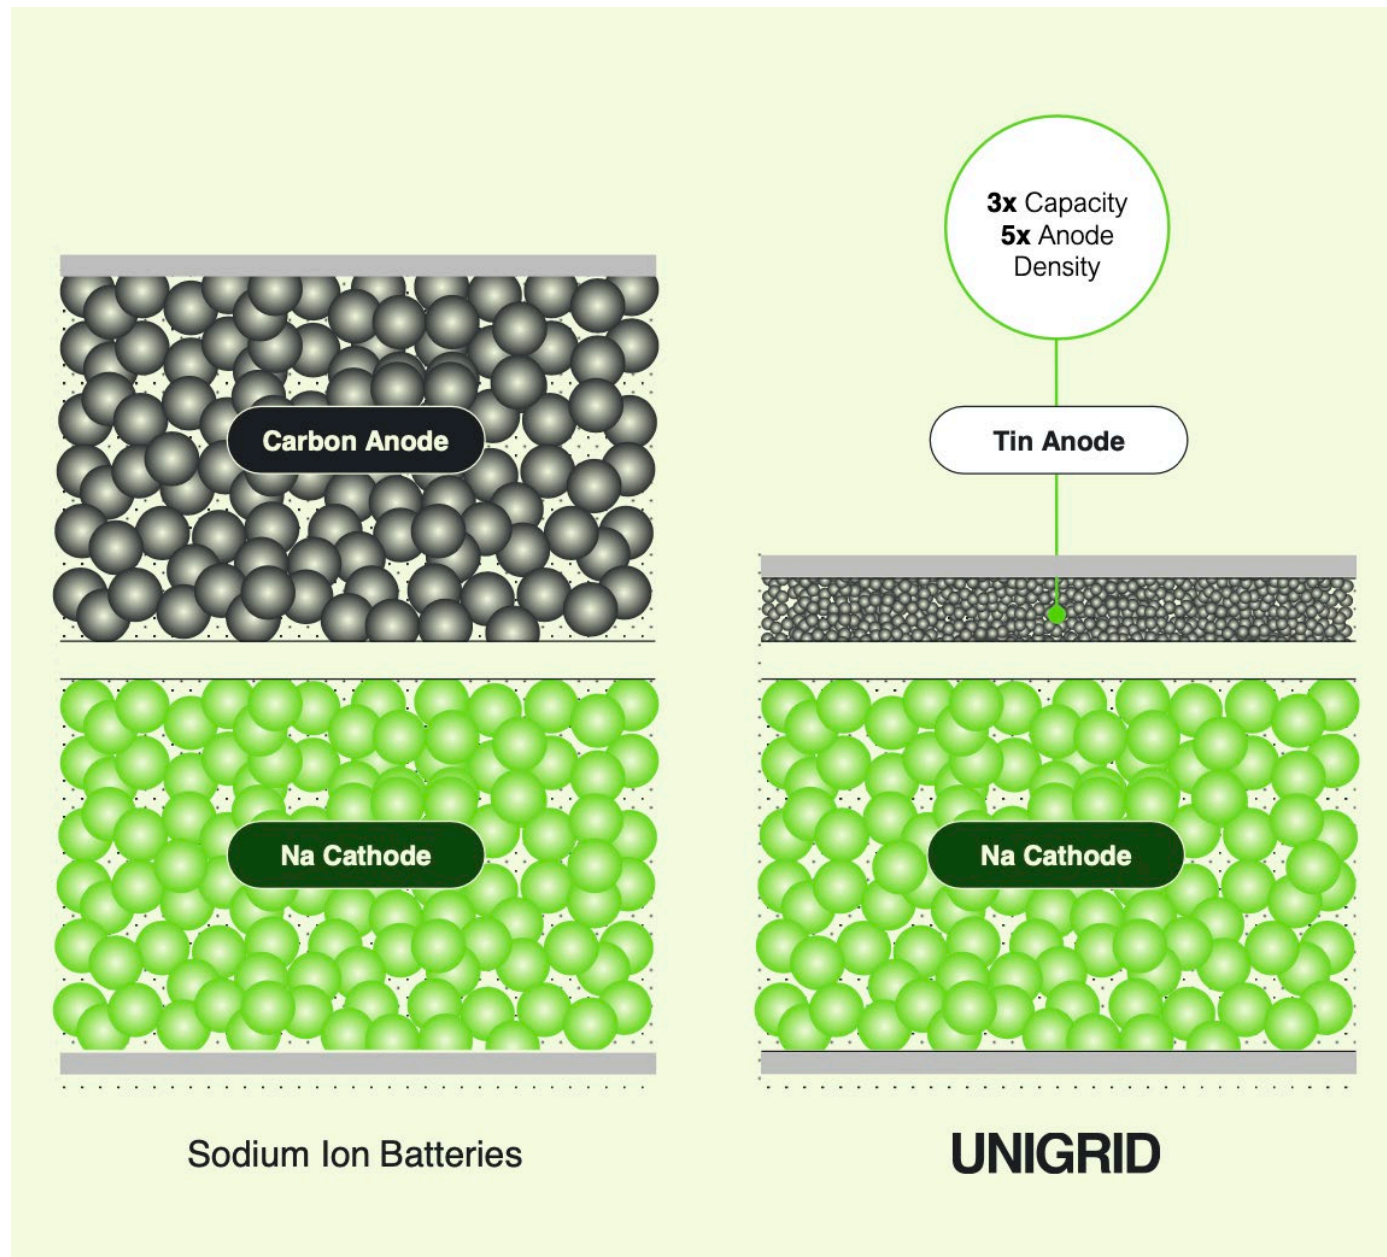 3x Capacity
5x Anode
Density
Carbon Anode
Tin Anode
Na Cathode
Na Cathode
Sodium Ion Batteries
UNIGRID